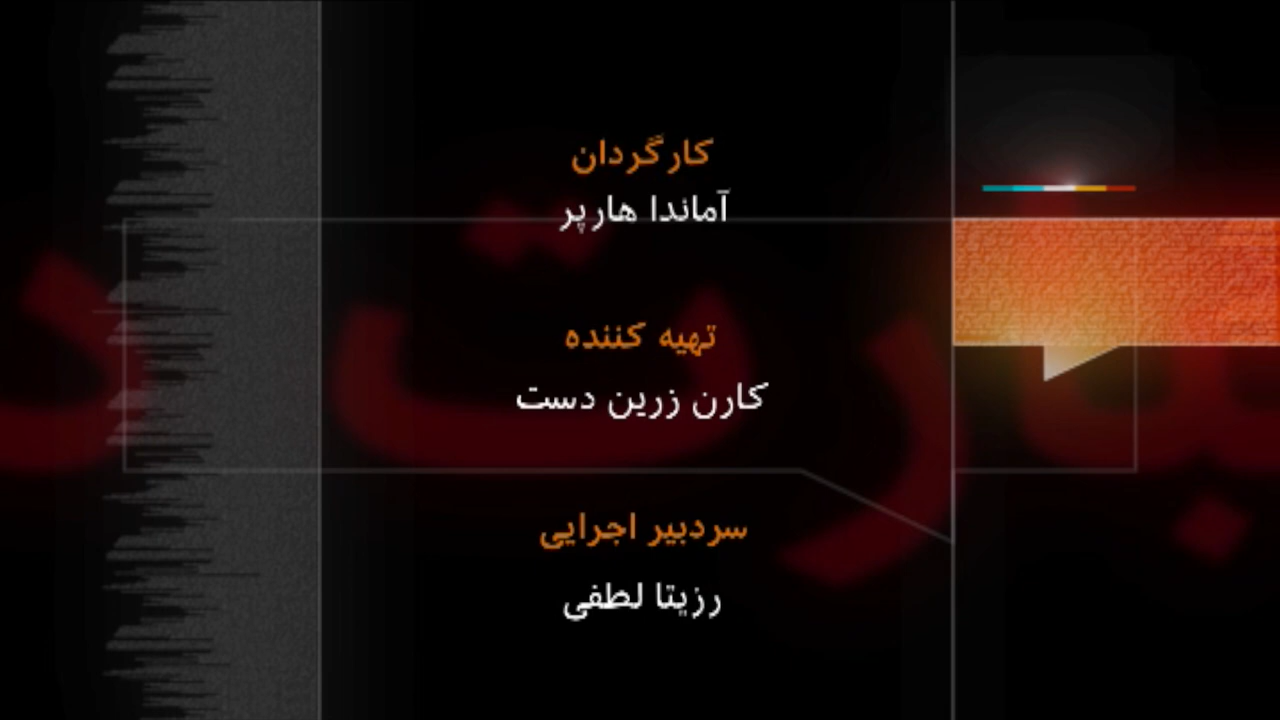 کارگردان
آماندا هارپر
تهیه کننده
کارن زرین دست
سردبیر اجرایی
رزیتا لطفی